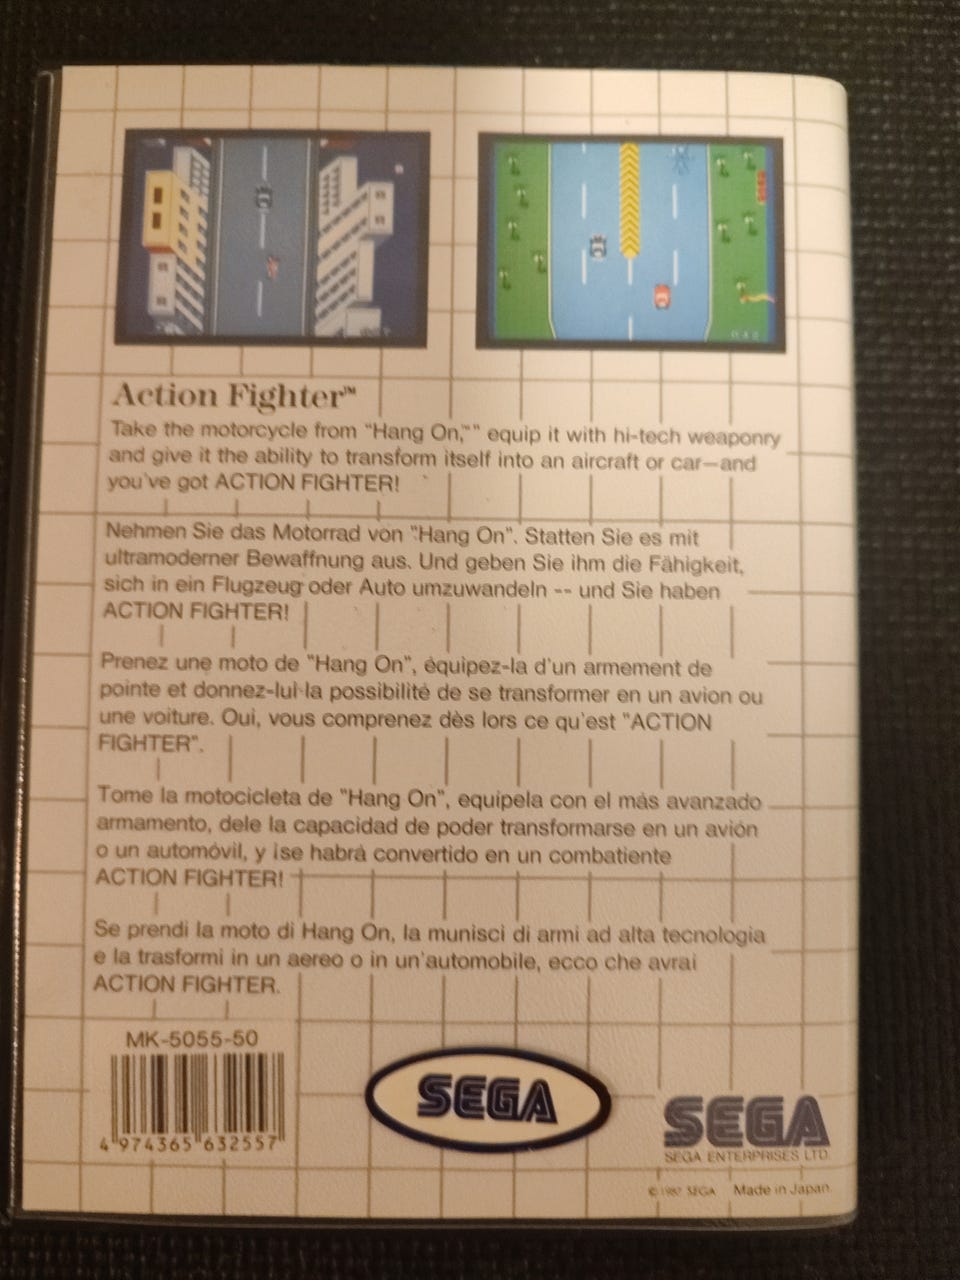 Action Fighter™
Take the motorcycle from "Hang On,™" equip it with hi-tech weaponry
and give it the ability to transform itself into an aircraft or car—and
you've got ACTION FIGHTER!
Nehmen Sie das Motorrad von "Hang On". Statten Sie es mit
ultramoderner Bewaffnung aus. Und geben Sie ihm die Fähigkeit,
sich in ein Flugzeug oder Auto umzuwandeln -- und Sie haben
ACTION FIGHTER!
Prenez une moto de "Hang On", équipez-la d'un armement de
pointe et donnez-lui la possibilité de se transformer en un avion ou
une voiture. Oui, vous comprenez dès lors ce qu'est "ACTION
FIGHTER".
Tome la motocicleta de "Hang On", equipela con el más avanzado
armamento, dele la capacidad de poder transformarse en un avión
o un automóvil, y ¡se habrá convertido en un combatiente
ACTION FIGHTER!
Se prendi la moto di Hang On, la munisci di armi ad alta tecnologia
e la trasformi in un aereo o in un'automobile, ecco che avrai
ACTION FIGHTER.
MK-5055-50
4 974365 632557
SEGA
SEGA
SEGA ENTERPRISES LTD.
© 1987 SEGA Made in Japan.